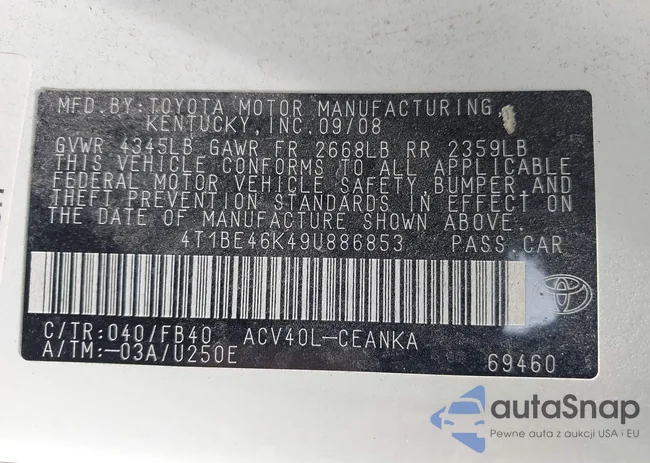 MFD.BY:TOYOTA MOTOR MANUFACTURING,
KENTUCKY,INC.09/08
GVWR 4345LB GAWR FR 2668LB RR 2359LB
THIS VEHICLE CONFORMS TO ALL APPLICABLE
FEDERAL MOTOR VEHICLE SAFETY,BUMPER,AND
THEFT PREVENTION STANDARDS IN EFFECT ON
THE DATE OF MANUFACTURE SHOWN ABOVE.
4T1BE46K49U886853 PASS.CAR
C/TR:040/FB40 ACV40L-CEANKA
A/TM:-03A/U250E 69460
autoSnap
Pewne auta z aukcji USA i EU